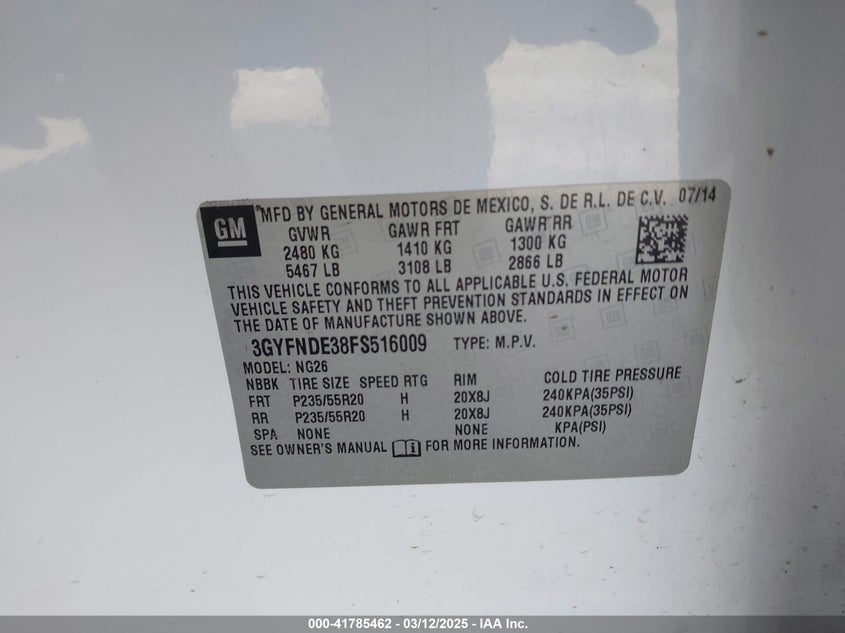 GM
*MFD BY GENERAL MOTORS DE MEXICO, S. DE R.L. DE C.V. 07/14
GVWR GAWR FRT GAWR RR
2480 KG 1410 KG 1300 KG
5467 LB 3108 LB 2866 LB
THIS VEHICLE CONFORMS TO ALL APPLICABLE U.S. FEDERAL MOTOR
VEHICLE SAFETY AND THEFT PREVENTION STANDARDS IN EFFECT ON
THE DATE OF MANUFACTURE SHOWN ABOVE.
3GYFNDE38FS516009 TYPE: M.P.V.
MODEL: NG26
NBBK TIRE SIZE SPEED RTG RIM COLD TIRE PRESSURE
FRT P235/55R20 H 20X8J 240KPA(35PSI)
RR P235/55R20 H 20X8J 240KPA(35PSI)
SPA NONE NONE KPA(PSI)
SEE OWNER'S MANUAL FOR MORE INFORMATION.
000-41785462 - 03/12/2025 - IAA Inc.